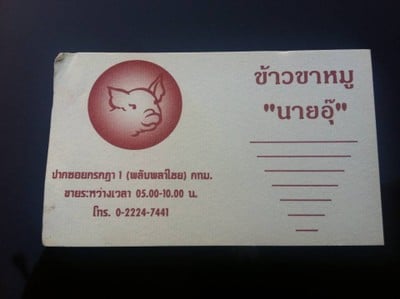 ข้าวขาหมู
"นายอุ๊"
ปากซอยกรกฎา 1 (พลับพลาไชย) กทม.
ขายระหว่างเวลา 05.00-10.00 น.
โทร. 0-2224-7441